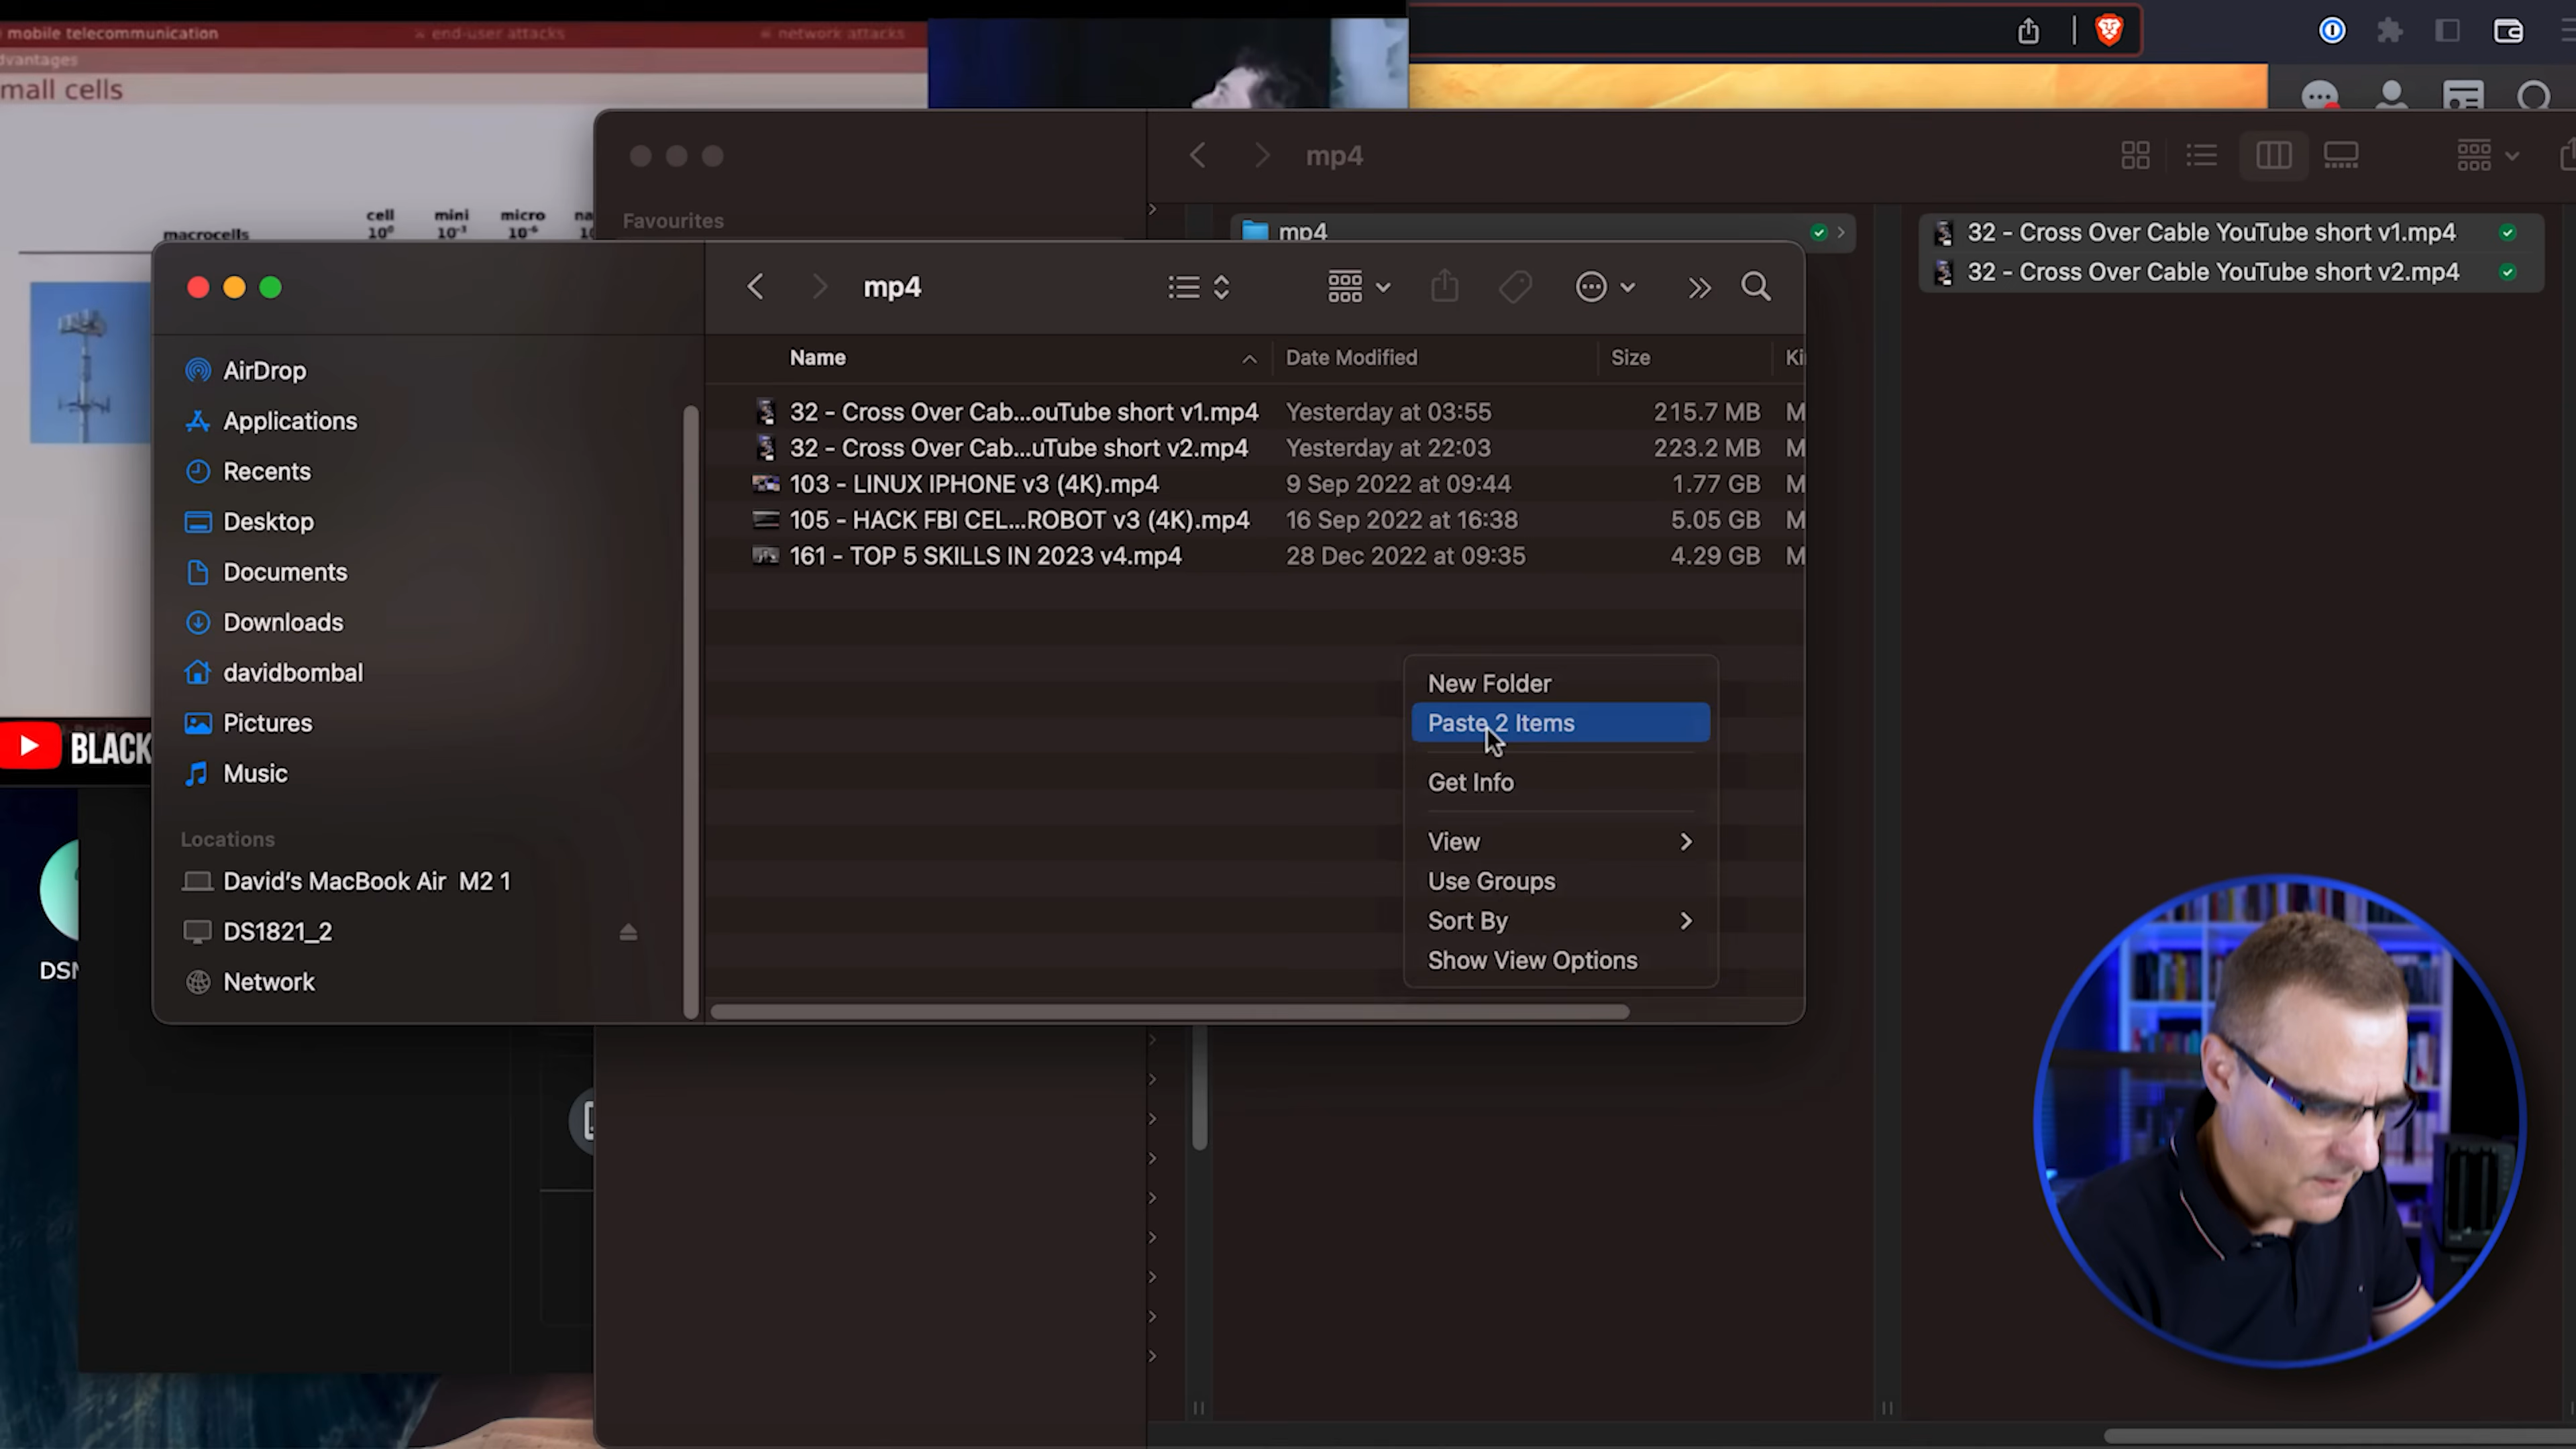 mobile telecommunication
end-user attacks
network attacks
dvantages
mall cells
cell mini micro
macrocells 10⁰ 10⁻³ 10⁻⁶
mp4
Favourites
mp4
32 - Cross Over Cable YouTube short v1.mp4
32 - Cross Over Cable YouTube short v2.mp4
mp4
Name Date Modified Size Ki
32 - Cross Over Cab...ouTube short v1.mp4 Yesterday at 03:55 215.7 MB M
32 - Cross Over Cab...uTube short v2.mp4 Yesterday at 22:03 223.2 MB M
103 - LINUX IPHONE v3 (4K).mp4 9 Sep 2022 at 09:44 1.77 GB M
105 - HACK FBI CEL...ROBOT v3 (4K).mp4 16 Sep 2022 at 16:38 5.05 GB M
161 - TOP 5 SKILLS IN 2023 v4.mp4 28 Dec 2022 at 09:35 4.29 GB M
AirDrop
Applications
Recents
Desktop
Documents
Downloads
davidbombal
Pictures
Music
Locations
David's MacBook Air M2 1
DS1821_2
Network
New Folder
Paste 2 Items
Get Info
View
Use Groups
Sort By
Show View Options
BLACK
DSM